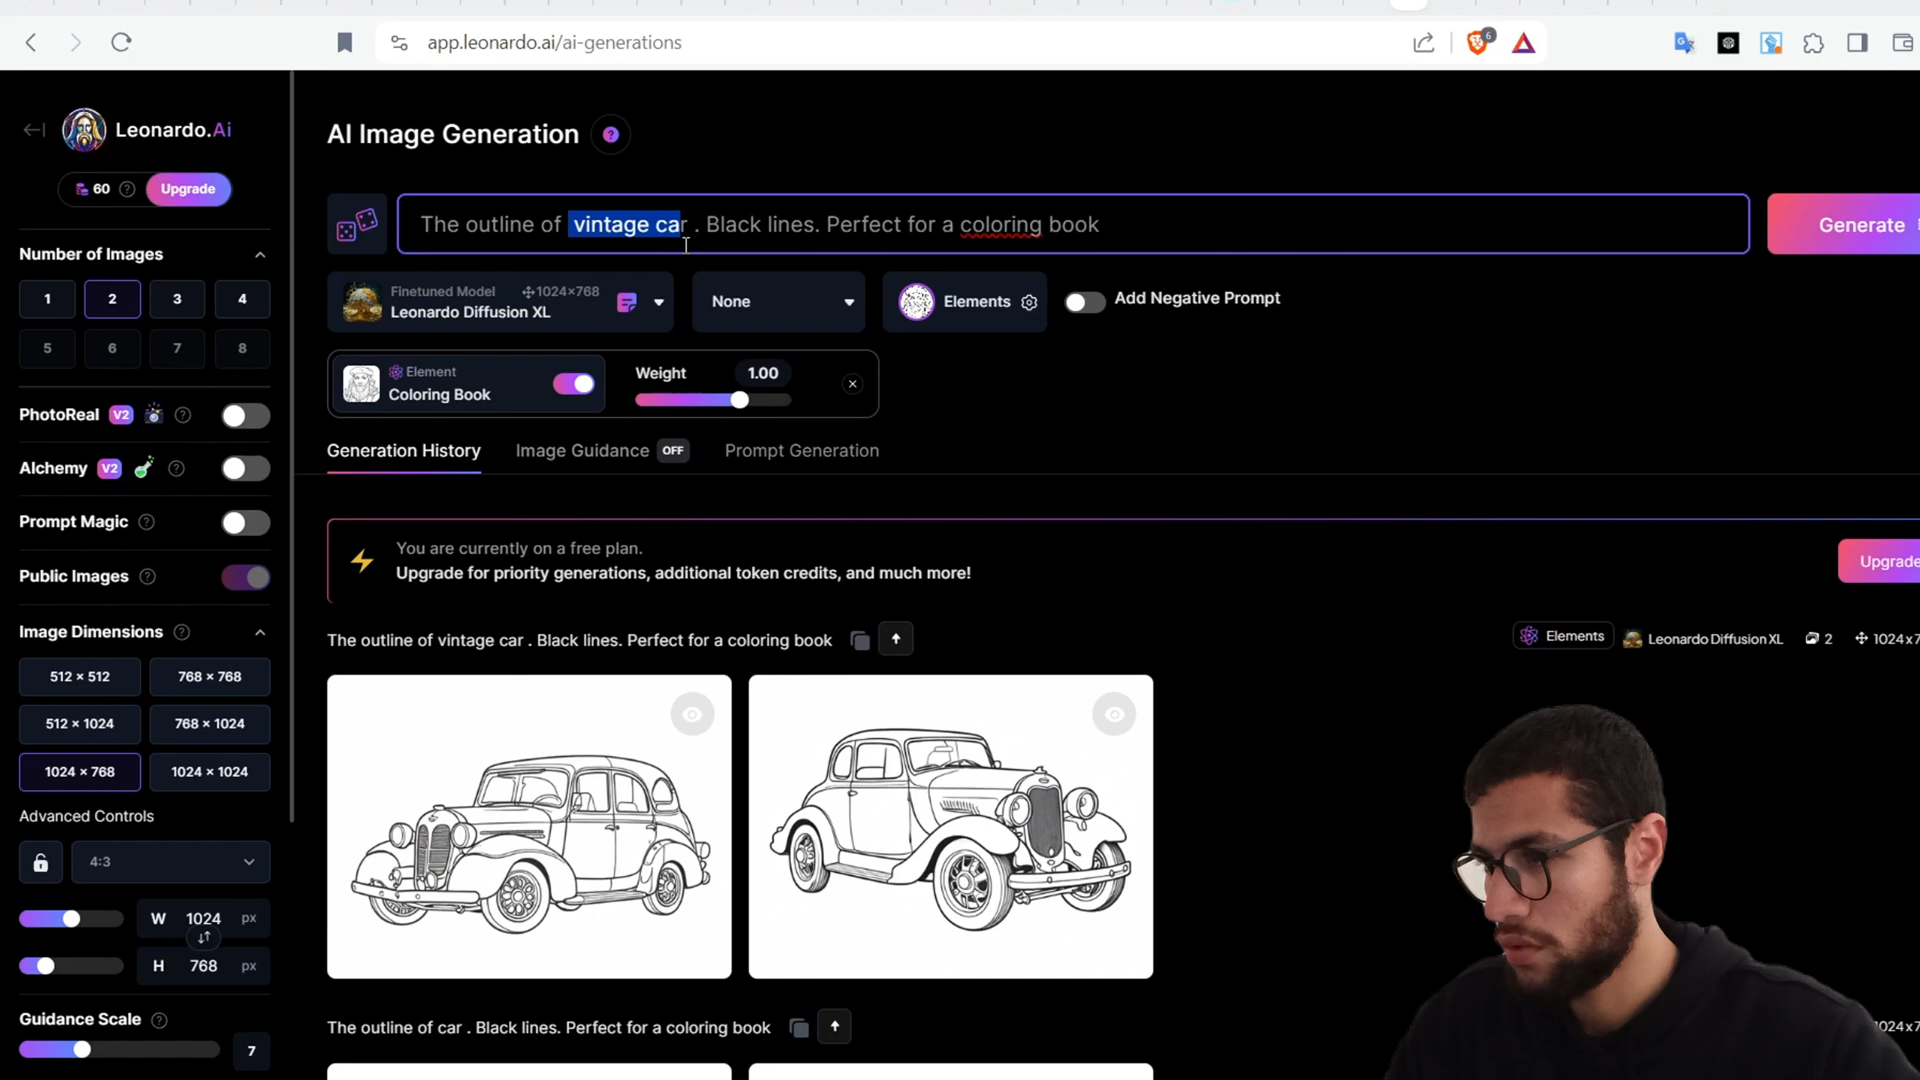 app.leonardo.ai/ai-generations
6
Leonardo.Ai
60
Upgrade
Number of Images
1
2
3
4
5
6
7
8
PhotoReal V2
Alchemy V2
Prompt Magic
Public Images
Image Dimensions
512 × 512
768 × 768
512 × 1024
768 × 1024
1024 × 768
1024 × 1024
Advanced Controls
4:3
W 1024 px
H 768 px
Guidance Scale
7
AI Image Generation
The outline of vintage car . Black lines. Perfect for a coloring book
Generate
Finetuned Model 1024×768
Leonardo Diffusion XL
None
Elements
Add Negative Prompt
Element
Coloring Book
Weight 1.00
Generation History
Image Guidance OFF
Prompt Generation
You are currently on a free plan.
Upgrade for priority generations, additional token credits, and much more!
Upgrade
The outline of vintage car . Black lines. Perfect for a coloring book
Elements
Leonardo Diffusion XL
2
1024x7
The outline of car . Black lines. Perfect for a coloring book
024x7